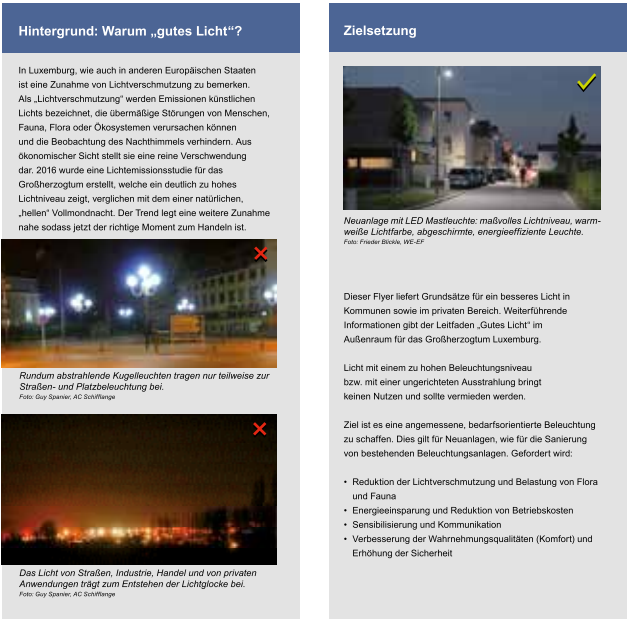 Hintergrund: Warum „gutes Licht“?
In Luxemburg, wie auch in anderen Europäischen Staaten
ist eine Zunahme von Lichtverschmutzung zu bemerken.
Als „Lichtverschmutzung“ werden Emissionen künstlichen
Lichts bezeichnet, die übermäßige Störungen von Menschen,
Fauna, Flora oder Ökosystemen verursachen können
und die Beobachtung des Nachthimmels verhindern. Aus
ökonomischer Sicht stellt sie eine reine Verschwendung
dar. 2016 wurde eine Lichtemissionsstudie für das
Großherzogtum erstellt, welche ein deutlich zu hohes
Lichtniveau zeigt, verglichen mit dem einer natürlichen,
„hellen“ Vollmondnacht. Der Trend legt eine weitere Zunahme
nahe sodass jetzt der richtige Moment zum Handeln ist.
Rundum abstrahlende Kugelleuchten tragen nur teilweise zur
Straßen- und Platzbeleuchtung bei.
Foto: Guy Spanier, AC Schifflange
Das Licht von Straßen, Industrie, Handel und von privaten
Anwendungen trägt zum Entstehen der Lichtglocke bei.
Foto: Guy Spanier, AC Schifflange
Zielsetzung
Neuanlage mit LED Mastleuchte: maßvolles Lichtniveau, warm-
weiße Lichtfarbe, abgeschirmte, energieeffiziente Leuchte.
Foto: Frieder Blickle, WE-EF
Dieser Flyer liefert Grundsätze für ein besseres Licht in
Kommunen sowie im privaten Bereich. Weiterführende
Informationen gibt der Leitfaden „Gutes Licht“ im
Außenraum für das Großherzogtum Luxemburg.
Licht mit einem zu hohen Beleuchtungsniveau
bzw. mit einer ungerichteten Ausstrahlung bringt
keinen Nutzen und sollte vermieden werden.
Ziel ist es eine angemessene, bedarfsorientierte Beleuchtung
zu schaffen. Dies gilt für Neuanlagen, wie für die Sanierung
von bestehenden Beleuchtungsanlagen. Gefordert wird:
• Reduktion der Lichtverschmutzung und Belastung von Flora
und Fauna
• Energieeinsparung und Reduktion von Betriebskosten
• Sensibilisierung und Kommunikation
• Verbesserung der Wahrnehmungsqualitäten (Komfort) und
Erhöhung der Sicherheit